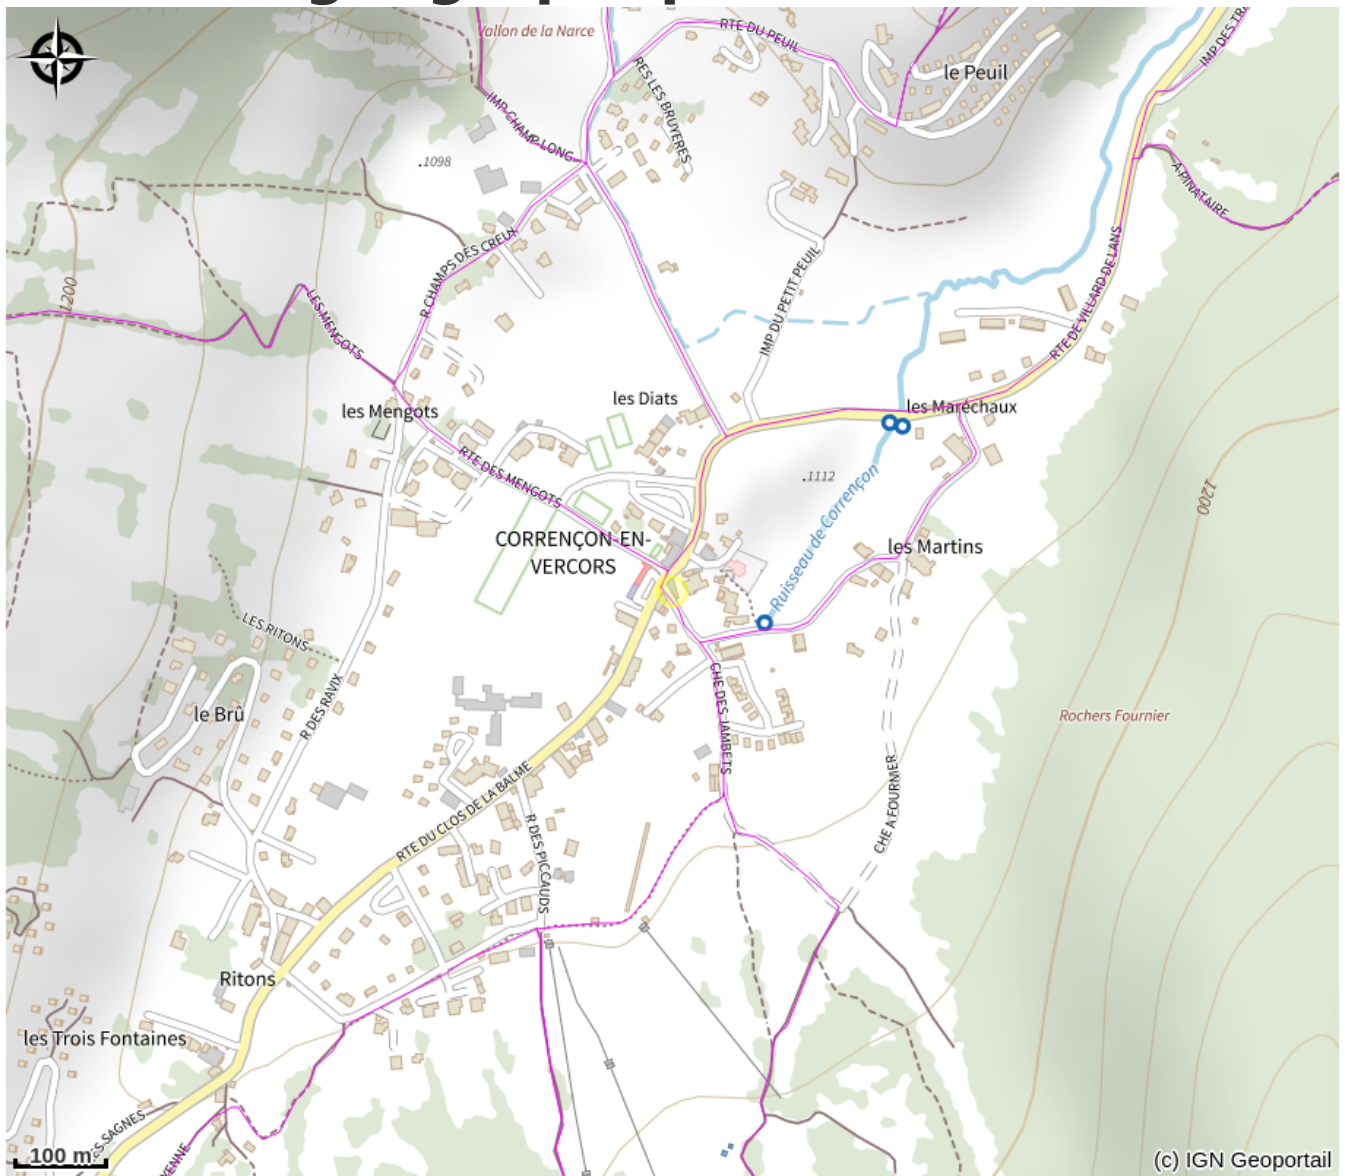 Vallon de la Narce
RTE DU PEUIL
le Peuil
RES LES BRUYERES
IMP CHAMP LONG
.1098
A PINATAIRE
R CHAMPS DES CREUX
1200
LES MENGOTS
IMP DU PETIT PEUIL
RTE DE VILLARD DE LANS
les Diats
les Mengots
les Maréchaux
RTE DES MENGOTS
.1112
1200
Ruisseau de Corrençon
CORRENÇON-EN-
VERCORS
les Martins
LES RITONS
le Brû
R DES RAVIX
CHE DES JAMBETS
Rochers Fournier
RTE DU CLOS DE LA BALME
CHE A FOURNIER
R DES PICCAUDS
Ritons
les Trois Fontaines
SAGNES
100 m
(c) IGN Geoportail